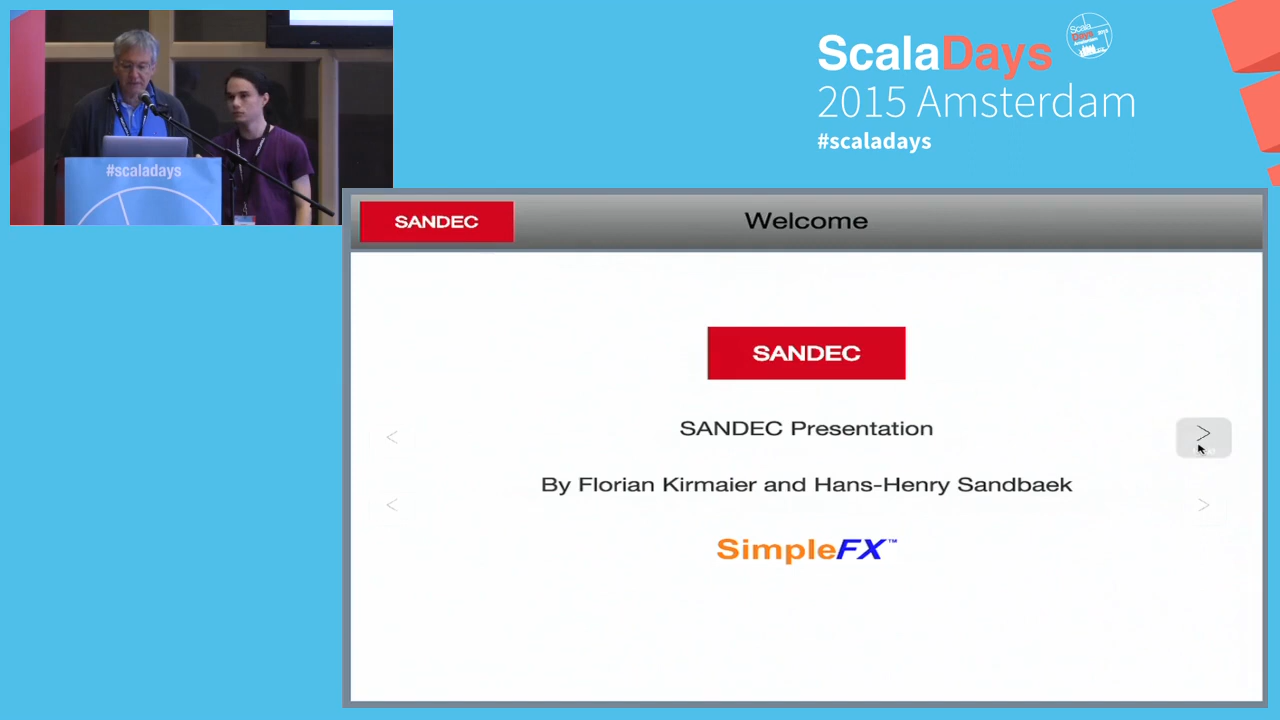 ScalaDays
2015 Amsterdam
#scaladays
#scaladays
SANDEC
Welcome
SANDEC
SANDEC Presentation
By Florian Kirmaier and Hans-Henry Sandbaek
SimpleFX™
<
>
<
>